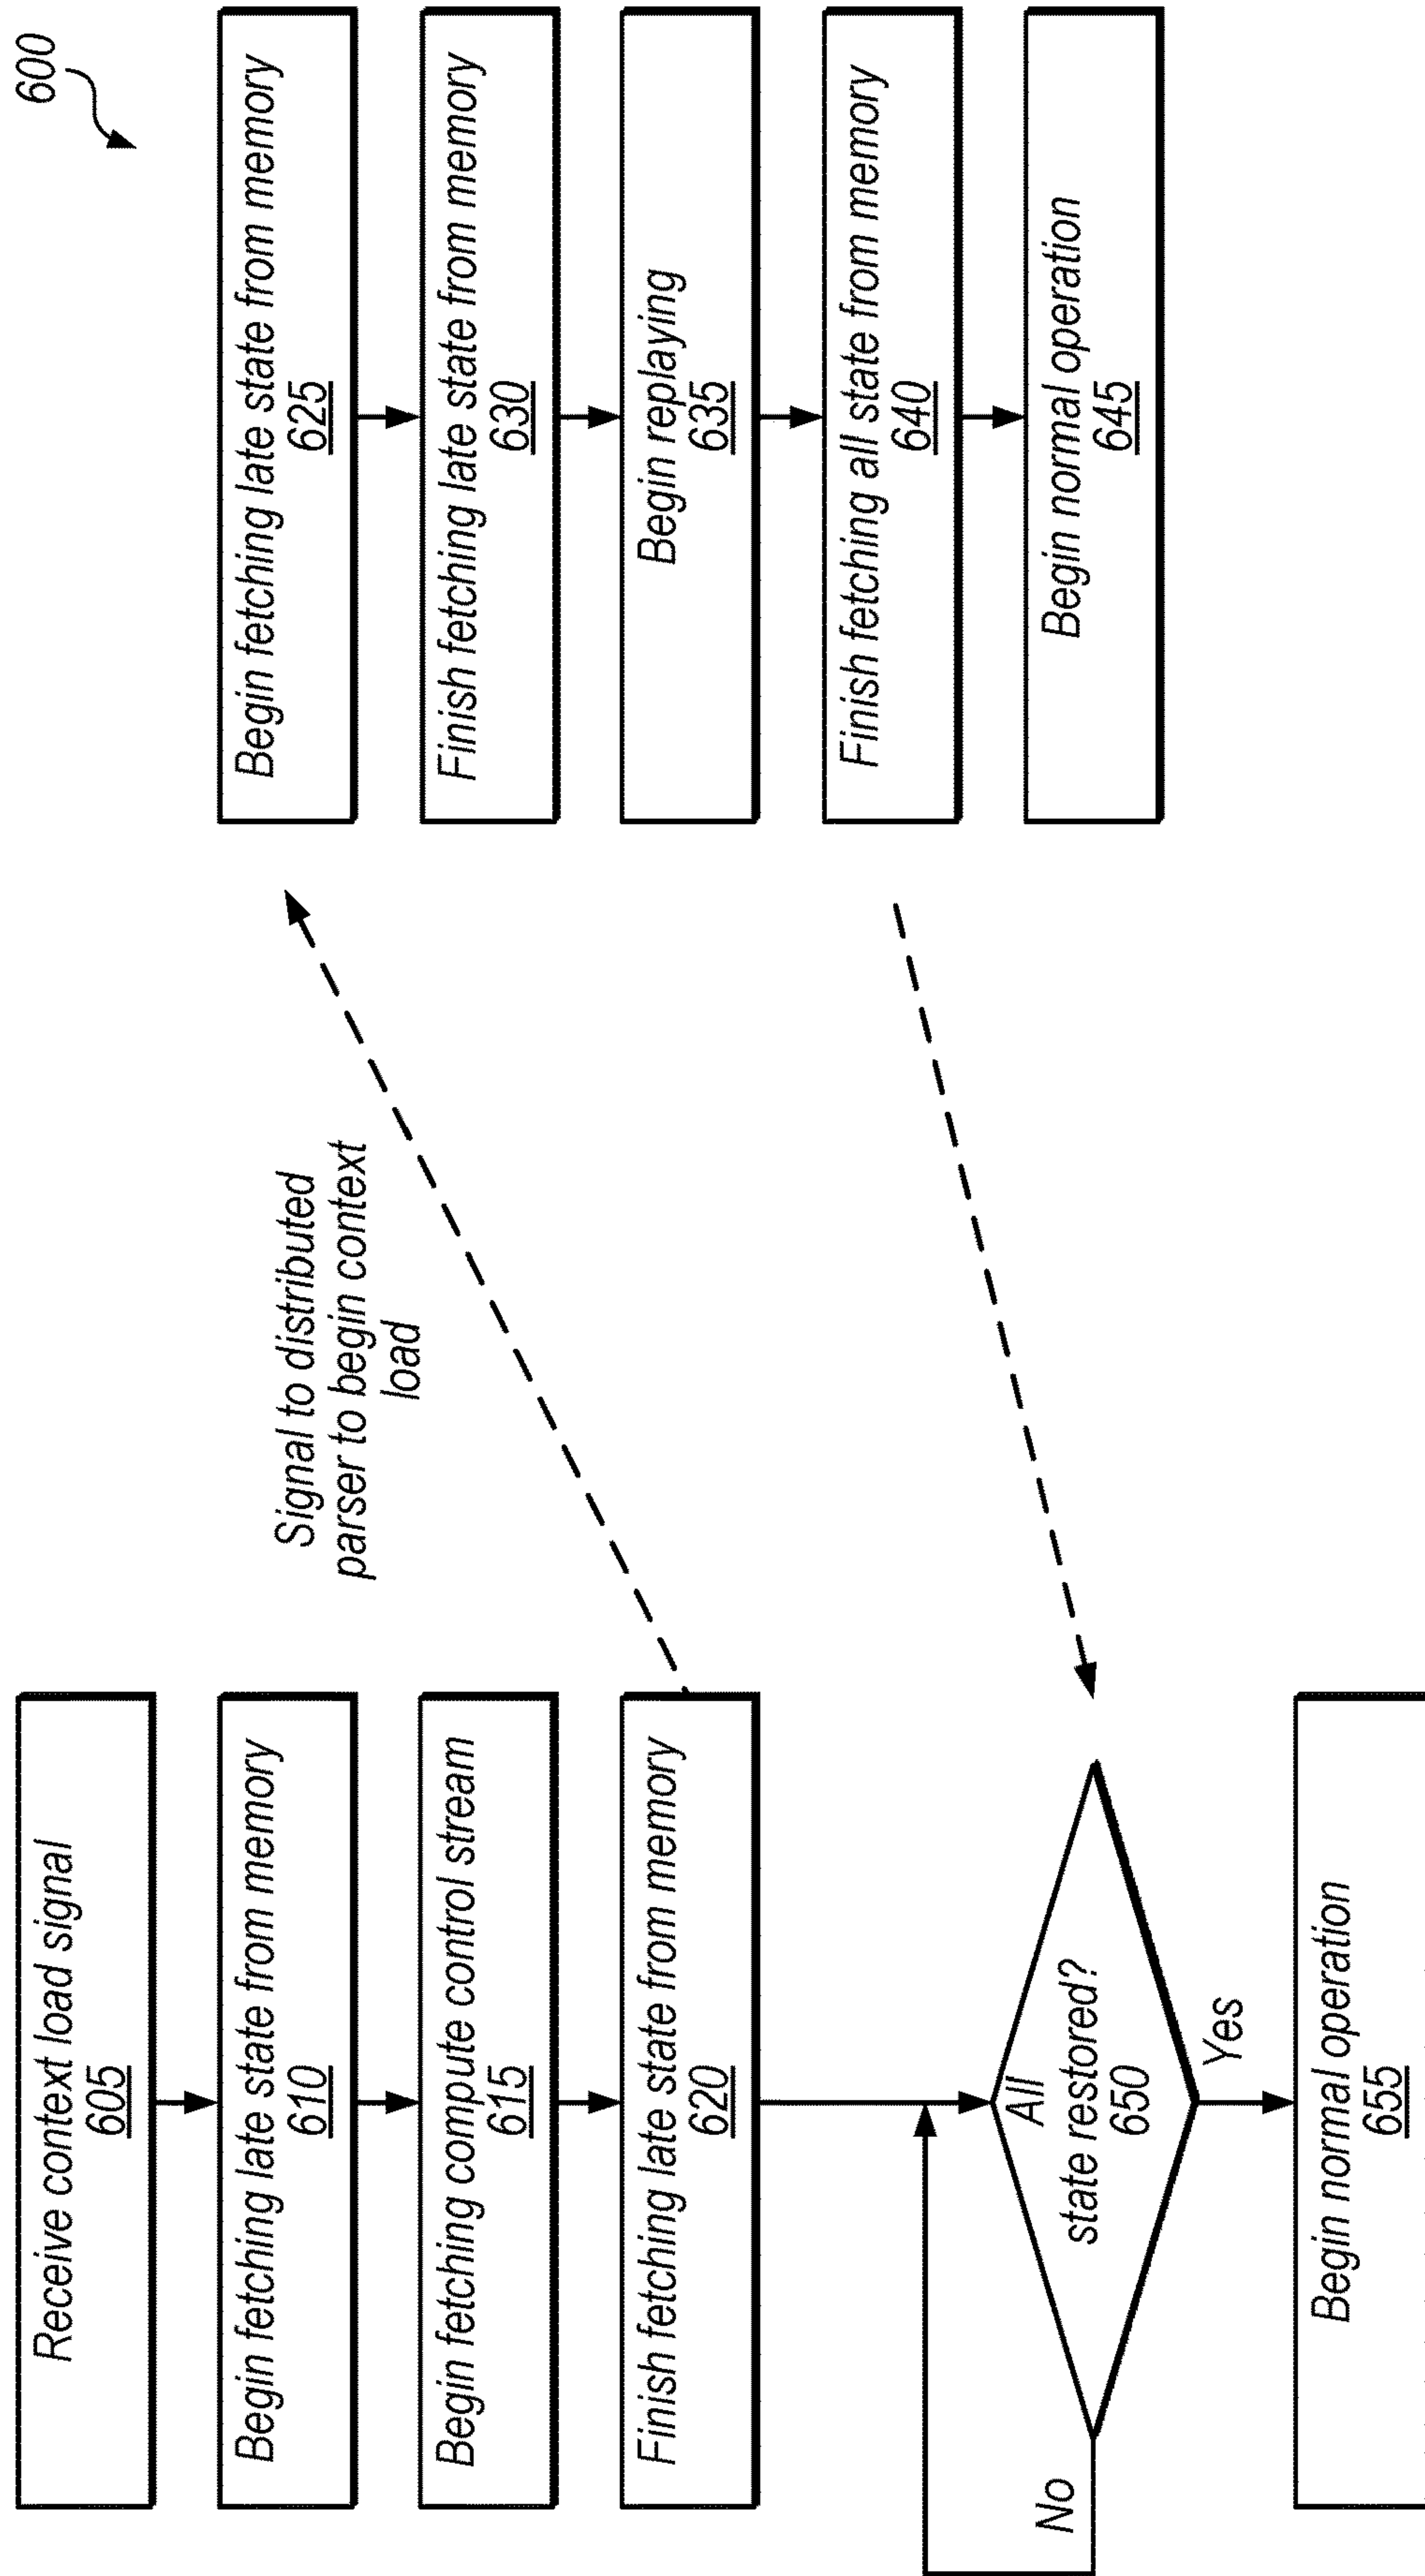 600
Receive context load signal
605
Begin fetching late state from memory
610
Begin fetching compute control stream
615
Finish fetching late state from memory
620
Signal to distributed
parser to begin context
load
Begin fetching late state from memory
625
Finish fetching late state from memory
630
Begin replaying
635
Finish fetching all state from memory
640
Begin normal operation
645
All
state restored?
650
No
Yes
Begin normal operation
655